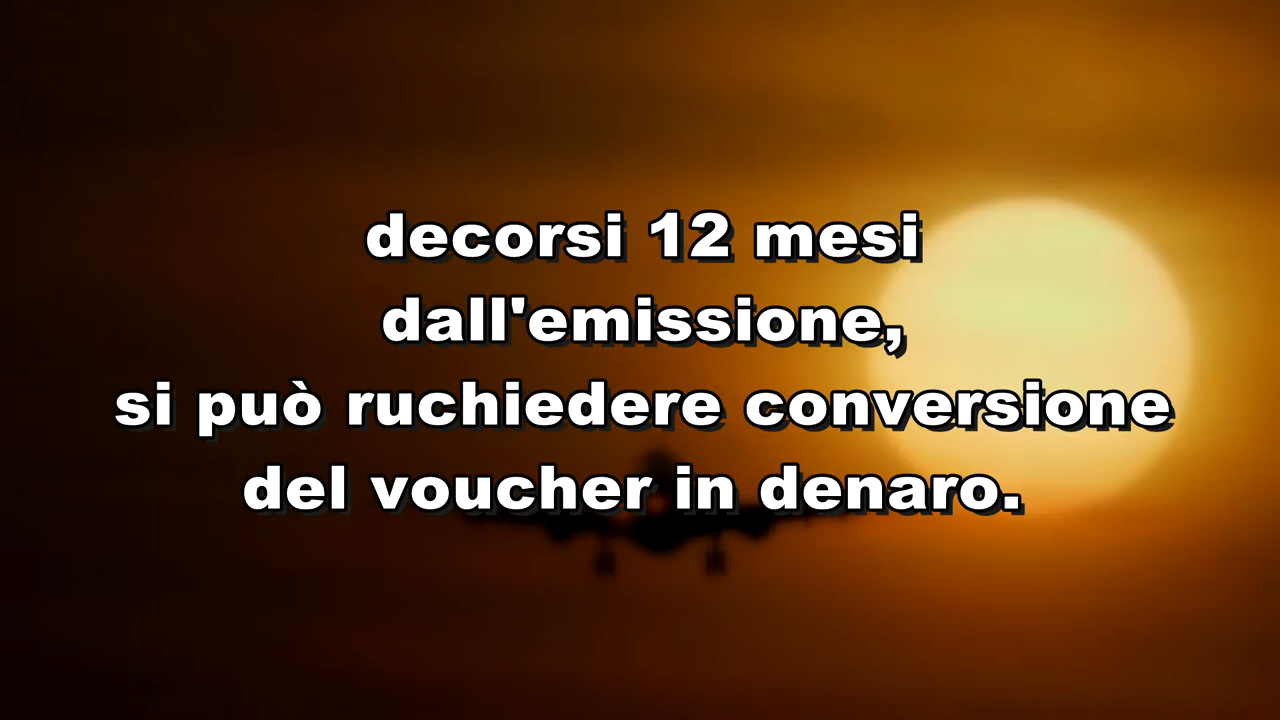 decorsi 12 mesi
dall'emissione,
si può ruchiedere conversione
del voucher in denaro.